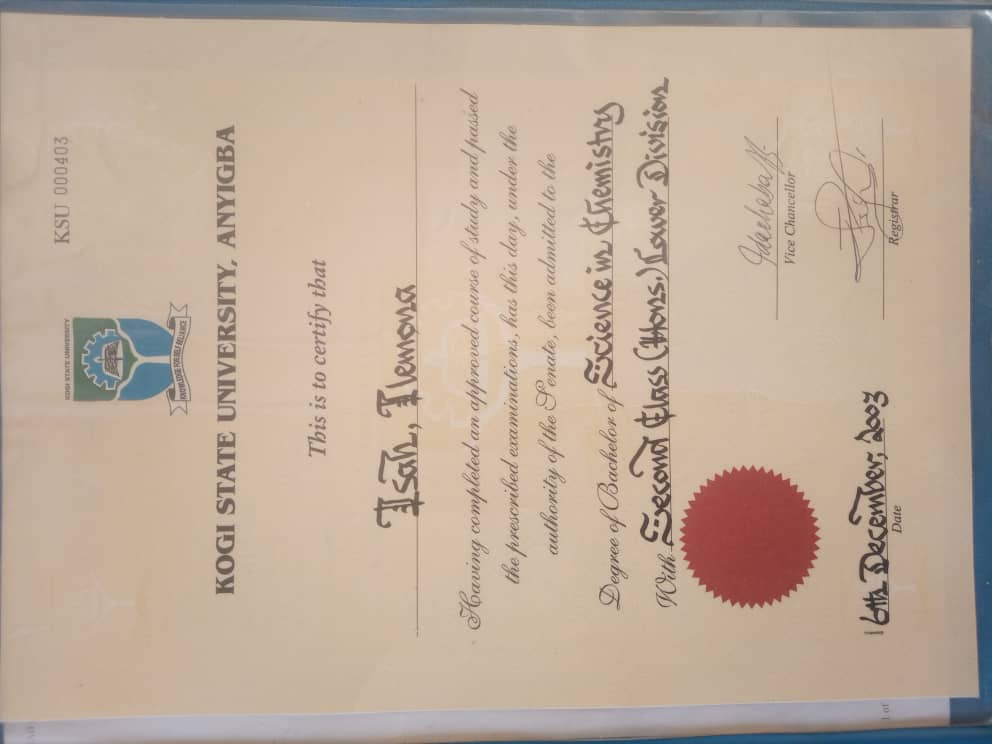 KSU 000403
KOGI STATE UNIVERSITY
KNOWLEDGE FOR SELF RELIANCE
KOGI STATE UNIVERSITY, ANYIGBA
This is to certify that
Isah, Ilemona
Having completed an approved course of study and passed
the prescribed examinations, has this day, under the
authority of the Senate, been admitted to the
Degree of Bachelor of Science in Chemistry
With Second Class (Hons.) Lower Division
Vice Chancellor
Registrar
16th December, 2003
Date
1 of